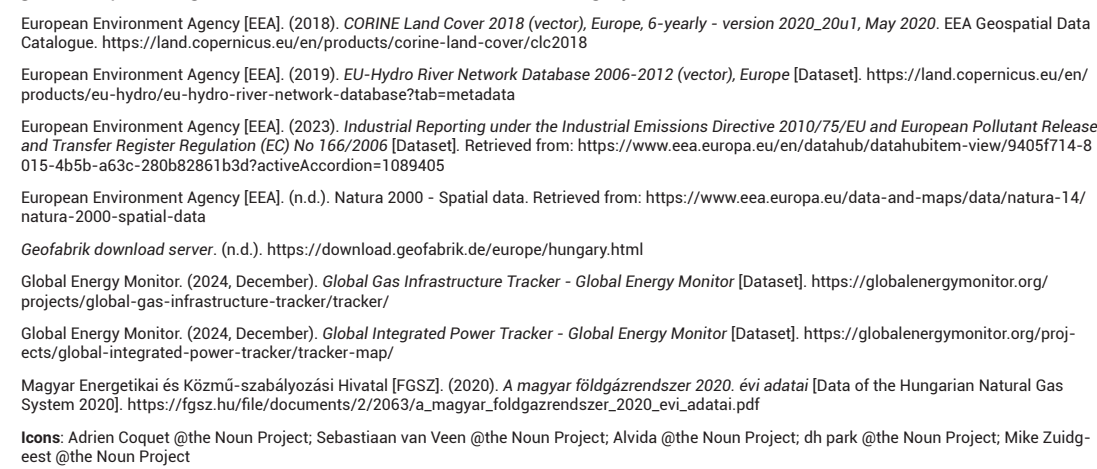 European Environment Agency [EEA]. (2018). CORINE Land Cover 2018 (vector), Europe, 6-yearly - version 2020_20u1, May 2020. EEA Geospatial Data
Catalogue. https://land.copernicus.eu/en/products/corine-land-cover/clc2018
European Environment Agency [EEA]. (2019). EU-Hydro River Network Database 2006-2012 (vector), Europe [Dataset]. https://land.copernicus.eu/en/
products/eu-hydro/eu-hydro-river-network-database?tab=metadata
European Environment Agency [EEA]. (2023). Industrial Reporting under the Industrial Emissions Directive 2010/75/EU and European Pollutant Release
and Transfer Register Regulation (EC) No 166/2006 [Dataset]. Retrieved from: https://www.eea.europa.eu/en/datahub/datahubitem-view/9405f714-8
015-4b5b-a63c-280b82861b3d?activeAccordion=1089405
European Environment Agency [EEA]. (n.d.). Natura 2000 - Spatial data. Retrieved from: https://www.eea.europa.eu/data-and-maps/data/natura-14/
natura-2000-spatial-data
Geofabrik download server. (n.d.). https://download.geofabrik.de/europe/hungary.html
Global Energy Monitor. (2024, December). Global Gas Infrastructure Tracker - Global Energy Monitor [Dataset]. https://globalenergymonitor.org/
projects/global-gas-infrastructure-tracker/tracker/
Global Energy Monitor. (2024, December). Global Integrated Power Tracker - Global Energy Monitor [Dataset]. https://globalenergymonitor.org/proj-
ects/global-integrated-power-tracker/tracker-map/
Magyar Energetikai és Közmű-szabályozási Hivatal [FGSZ]. (2020). A magyar földgázrendszer 2020. évi adatai [Data of the Hungarian Natural Gas
System 2020]. https://fgsz.hu/file/documents/2/2063/a_magyar_foldgazrendszer_2020_evi_adatai.pdf
Icons: Adrien Coquet @the Noun Project; Sebastiaan van Veen @the Noun Project; Alvida @the Noun Project; dh park @the Noun Project; Mike Zuidg-
eest @the Noun Project